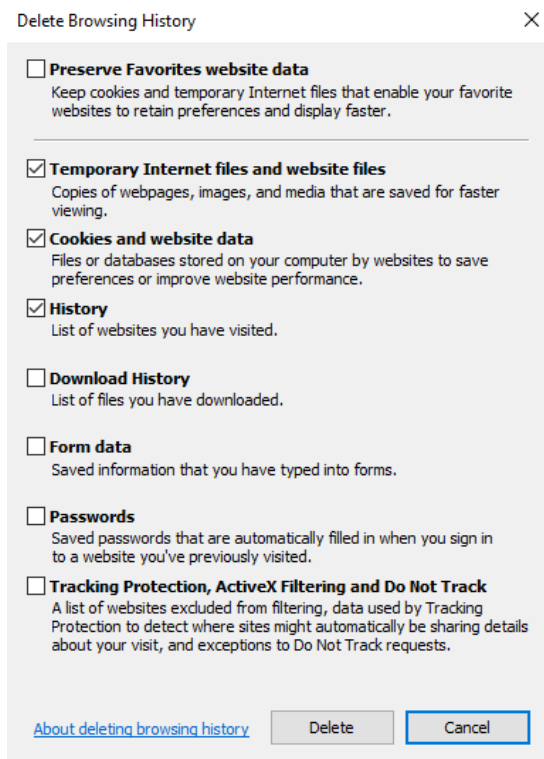 Delete Browsing History
Preserve Favorites website data
Keep cookies and temporary Internet files that enable your favorite
websites to retain preferences and display faster.
Temporary Internet files and website files
Copies of webpages, images, and media that are saved for faster
viewing.
Cookies and website data
Files or databases stored on your computer by websites to save
preferences or improve website performance.
History
List of websites you have visited.
Download History
List of files you have downloaded.
Form data
Saved information that you have typed into forms.
Passwords
Saved passwords that are automatically filled in when you sign in
to a website you've previously visited.
Tracking Protection, ActiveX Filtering and Do Not Track
A list of websites excluded from filtering, data used by Tracking
Protection to detect where sites might automatically be sharing details
about your visit, and exceptions to Do Not Track requests.
About deleting browsing history
Delete
Cancel